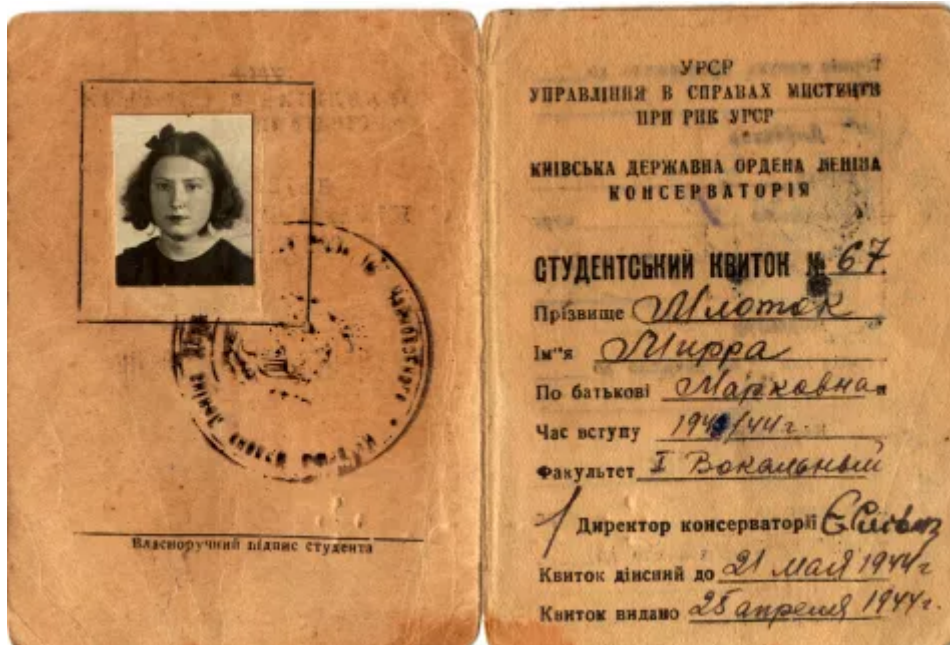 Власноручний підпис студента
УРСР
УПРАВЛІННЯ В СПРАВАХ МИСТЕЦТВ
ПРИ РНК УРСР
КИЇВСЬКА ДЕРЖАВНА ОРДЕНА ЛЕНІНА
КОНСЕРВАТОРІЯ
СТУДЕНТСЬКИЙ КВИТОК № 67
Прізвище Млоток
Ім"я Мирра
По батькові Марковна
Час вступу 1943/44 г.
Факультет I Вокальный
Директор консерваторії
Квиток дійсний до 21 мая 1944 г
Квиток видано 25 апреля 1944 г.